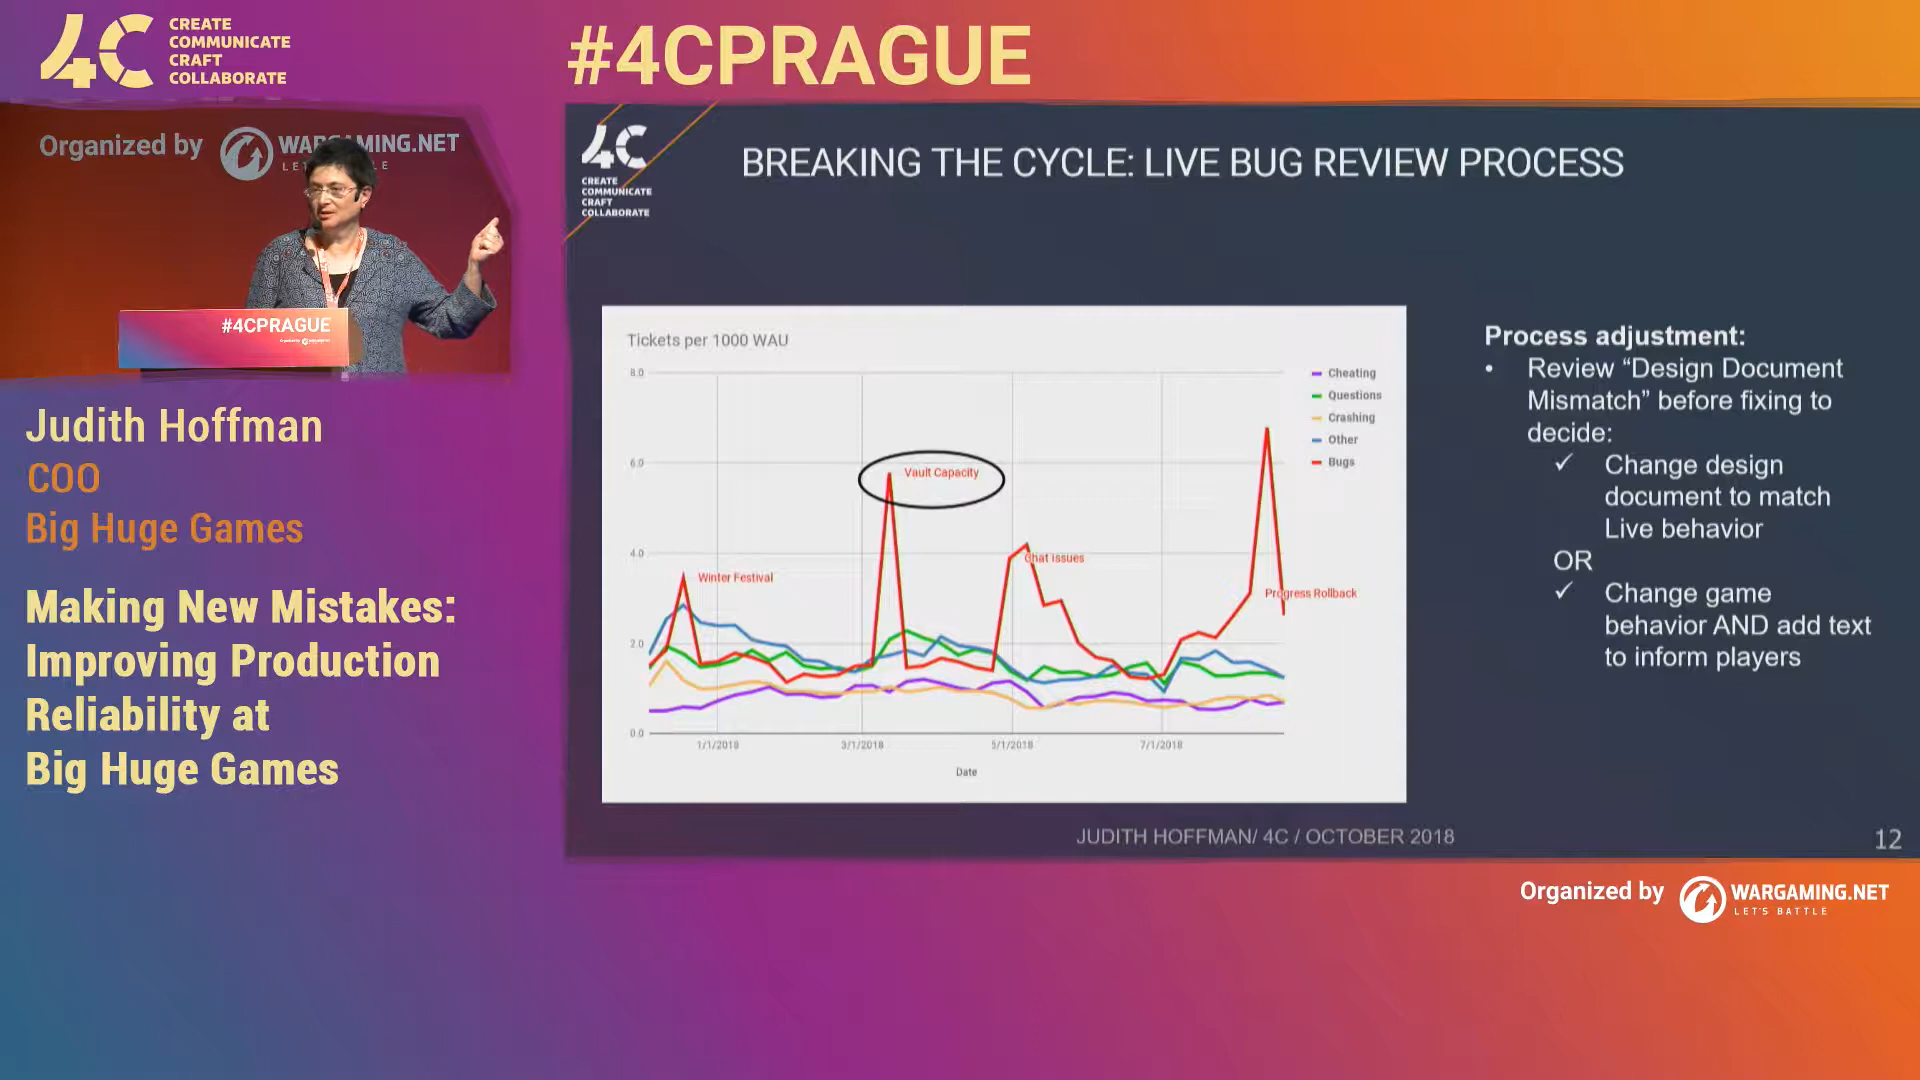 4C
CREATE
COMMUNICATE
CRAFT
COLLABORATE
#4CPRAGUE
Organized by WARGAMING.NET
#4CPRAGUE
Judith Hoffman
COO
Big Huge Games
Making New Mistakes:
Improving Production
Reliability at
Big Huge Games
4C
CREATE
COMMUNICATE
CRAFT
COLLABORATE
BREAKING THE CYCLE: LIVE BUG REVIEW PROCESS
Tickets per 1000 WAU
8.0
6.0
4.0
2.0
0.0
1/1/2018
3/1/2018
5/1/2018
7/1/2018
Date
Winter Festival
Vault Capacity
Chat Issues
Progress Rollback
Cheating
Questions
Crashing
Other
Bugs
Process adjustment:
• Review “Design Document
Mismatch” before fixing to
decide:
✓ Change design
document to match
Live behavior
OR
✓ Change game
behavior AND add text
to inform players
JUDITH HOFFMAN/ 4C / OCTOBER 2018
12
Organized by WARGAMING.NET
LET'S BATTLE